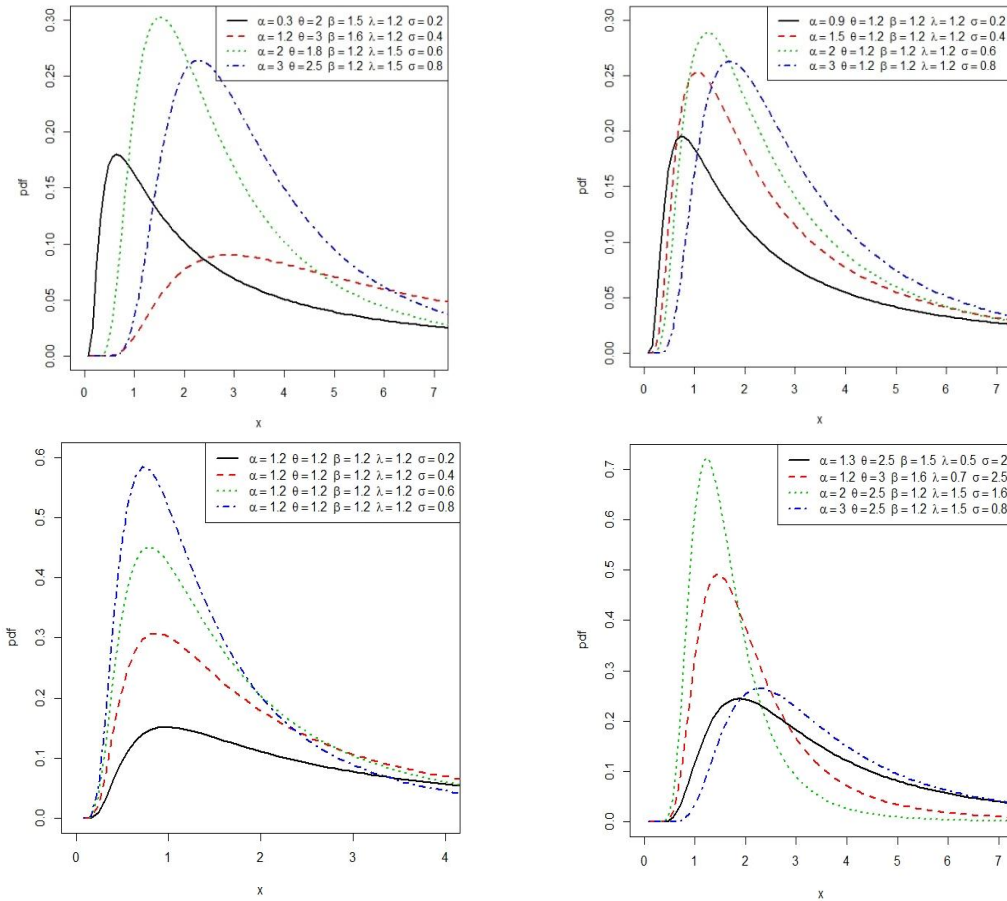 α = 0.3 θ = 2 β = 1.5 λ = 1.2 σ = 0.2
α = 1.2 θ = 3 β = 1.6 λ = 1.2 σ = 0.4
α = 2 θ = 1.8 β = 1.2 λ = 1.5 σ = 0.6
α = 3 θ = 2.5 β = 1.2 λ = 1.5 σ = 0.8
0.30
0.25
0.20
0.15
0.10
0.05
0.00
pdf
0 1 2 3 4 5 6 7
x
α = 0.9 θ = 1.2 β = 1.2 λ = 1.2 σ = 0.2
α = 1.5 θ = 1.2 β = 1.2 λ = 1.2 σ = 0.4
α = 2 θ = 1.2 β = 1.2 λ = 1.2 σ = 0.6
α = 3 θ = 1.2 β = 1.2 λ = 1.2 σ = 0.8
0.30
0.25
0.20
0.15
0.10
0.05
0.00
pdf
0 1 2 3 4 5 6 7
x
α = 1.2 θ = 1.2 β = 1.2 λ = 1.2 σ = 0.2
α = 1.2 θ = 1.2 β = 1.2 λ = 1.2 σ = 0.4
α = 1.2 θ = 1.2 β = 1.2 λ = 1.2 σ = 0.6
α = 1.2 θ = 1.2 β = 1.2 λ = 1.2 σ = 0.8
0.6
0.5
0.4
0.3
0.2
0.1
0.0
pdf
0 1 2 3 4
x
α = 1.3 θ = 2.5 β = 1.5 λ = 0.5 σ = 2
α = 1.2 θ = 3 β = 1.6 λ = 0.7 σ = 2.5
α = 2 θ = 2.5 β = 1.2 λ = 1.5 σ = 1.6
α = 3 θ = 2.5 β = 1.2 λ = 1.5 σ = 0.8
0.7
0.6
0.5
0.4
0.3
0.2
0.1
0.0
pdf
0 1 2 3 4 5 6 7
x